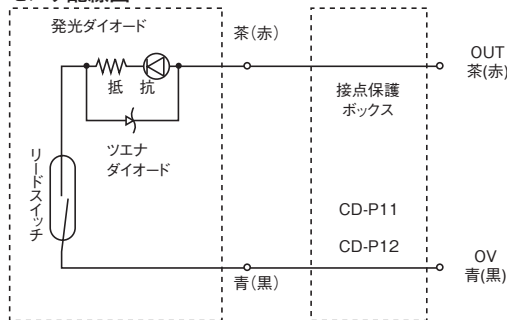 発光ダイオード
茶(赤)
OUT
茶(赤)
抵 抗
接点保護
ボックス
ツエナ
ダイオード
リードスイッチ
CD-P11
CD-P12
OV
青(黒)
青(黒)